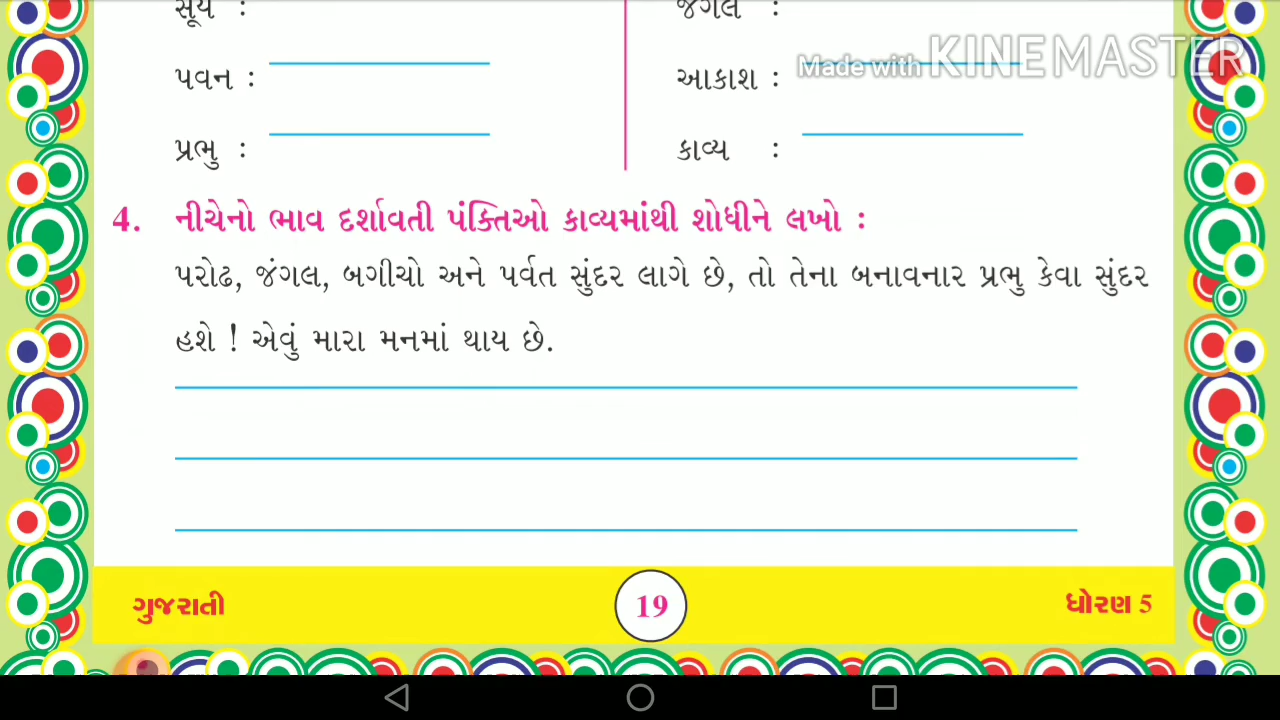 સૂર્ય :
જંગલ :
પવન :
આકાશ :
Made with KINEMASTER
પ્રભુ :
કાવ્ય :
4. નીચેનો ભાવ દર્શાવતી પંક્તિઓ કાવ્યમાંથી શોધીને લખો :
પરોઢ, જંગલ, બગીચો અને પર્વત સુંદર લાગે છે, તો તેના બનાવનાર પ્રભુ કેવા સુંદર
હશે ! એવું મારા મનમાં થાય છે.
ગુજરાતી
19
ધોરણ 5